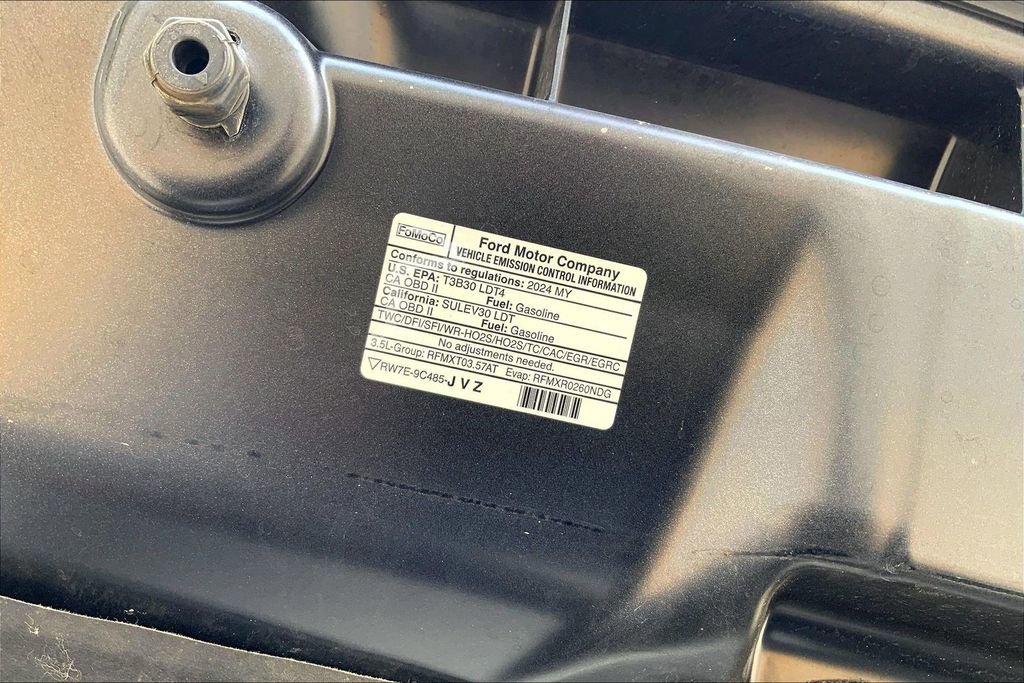 FoMoCo
Ford Motor Company
VEHICLE EMISSION CONTROL INFORMATION
Conforms to regulations: 2024 MY
U.S. EPA: T3B30 LDT4
CA OBD II Fuel: Gasoline
California: SULEV30 LDT
CA OBD II Fuel: Gasoline
TWC/DFI/SFI/WR-HO2S/HO2S/TC/CAC/EGR/EGRC
No adjustments needed.
3.5L-Group: RFMXT03.57AT Evap: RFMXR0260NDG
▽RW7E-9C485-JVZ